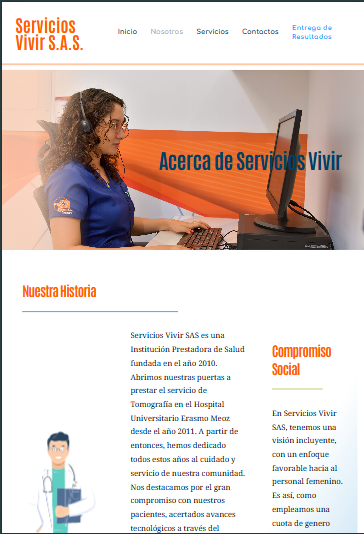 Servicios
Vivir S.A.S.
Inicio
Nosotros
Servicios
Contactos
Entrega de
Resultados
Acerca de Servicios Vivir
Nuestra Historia
Servicios Vivir SAS es una
Institución Prestadora de Salud
fundada en el año 2010.
Abrimos nuestras puertas a
prestar el servicio de
Tomografía en el Hospital
Universitario Erasmo Meoz
desde el año 2011. A partir de
entonces, hemos dedicado
todos estos años al cuidado y
servicio de nuestra comunidad.
Nos destacamos por el gran
compromiso con nuestros
pacientes, acertados avances
tecnológicos a través del
Compromiso
Social
En Servicios Vivir
SAS, tenemos una
visión incluyente,
con un enfoque
favorable hacia al
personal femenino.
Es así, como
empleamos una
cuota de genero